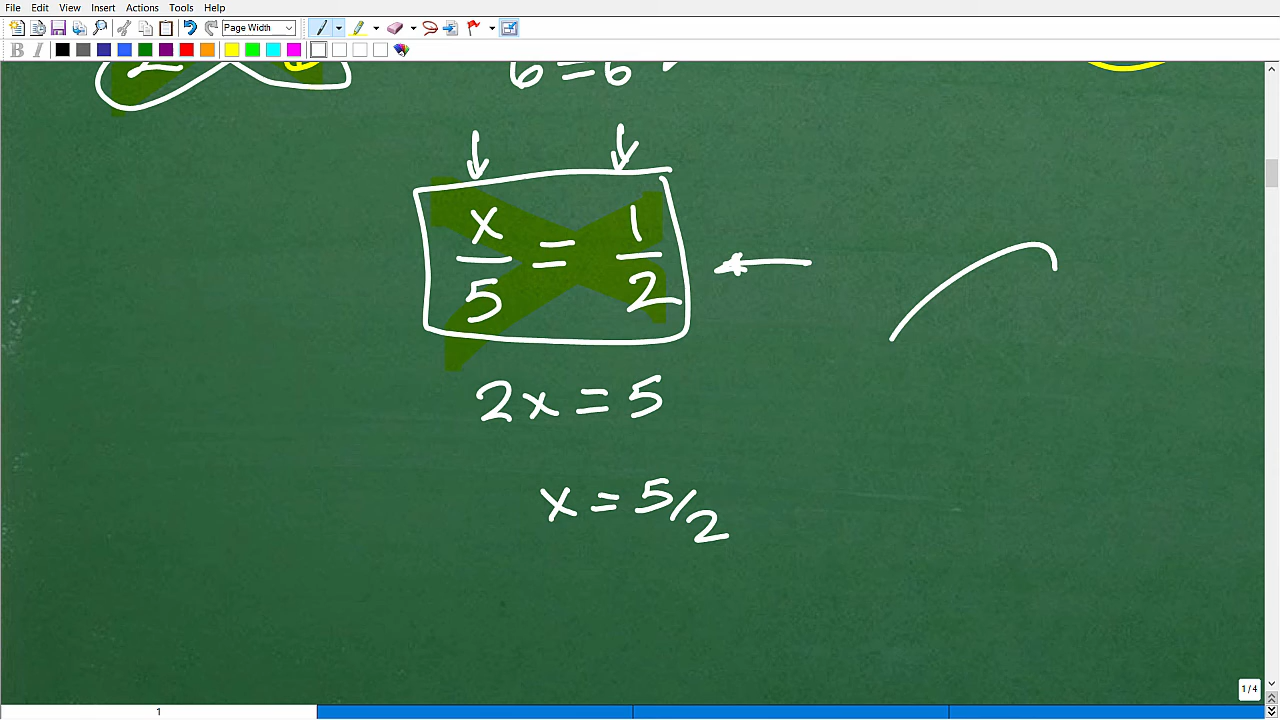 File Edit View Insert Actions Tools Help
Page Width
B I
6 = 6
x/5 = 1/2
2x = 5
x = 5/2
1 / 4
1